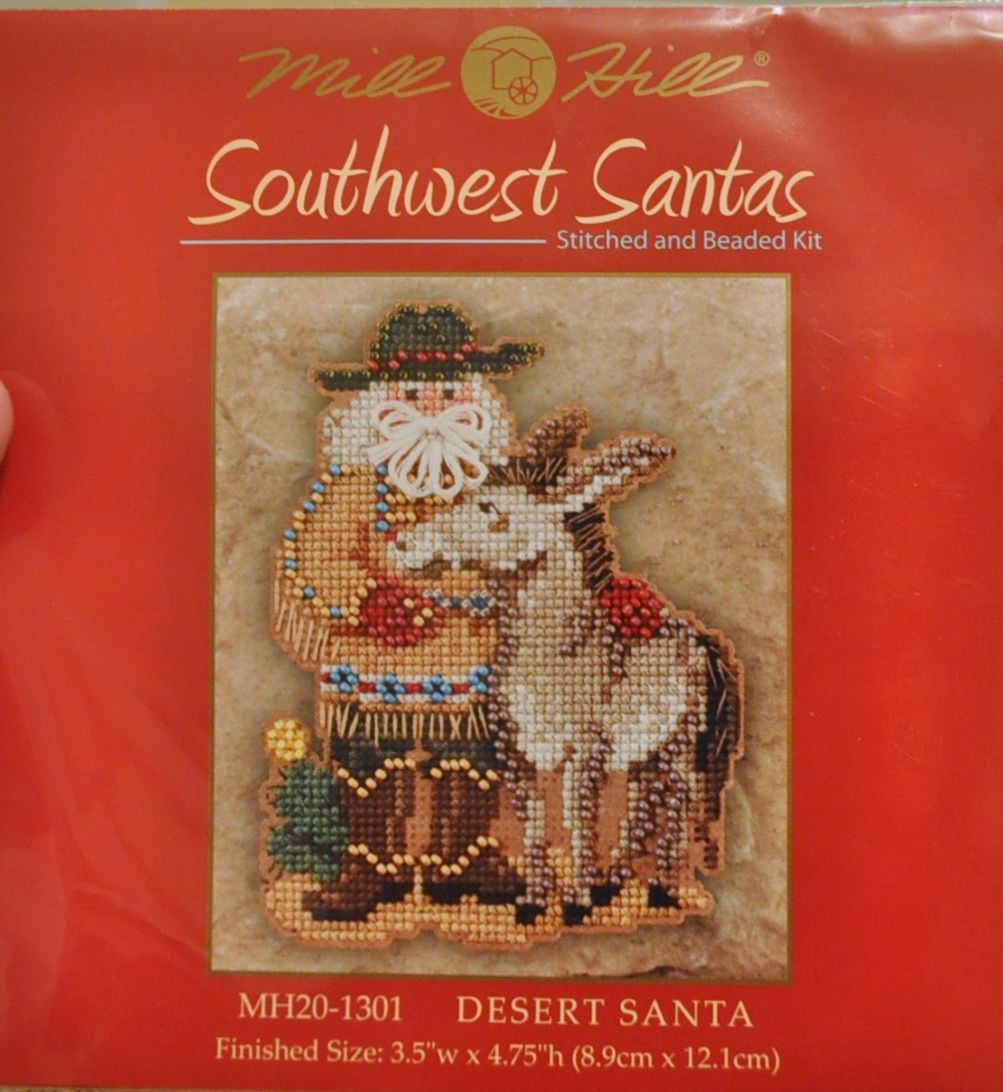 Mill Hill®
Southwest Santas
Stitched and Beaded Kit
MH20-1301 DESERT SANTA
Finished Size: 3.5"w x 4.75"h (8.9cm x 12.1cm)